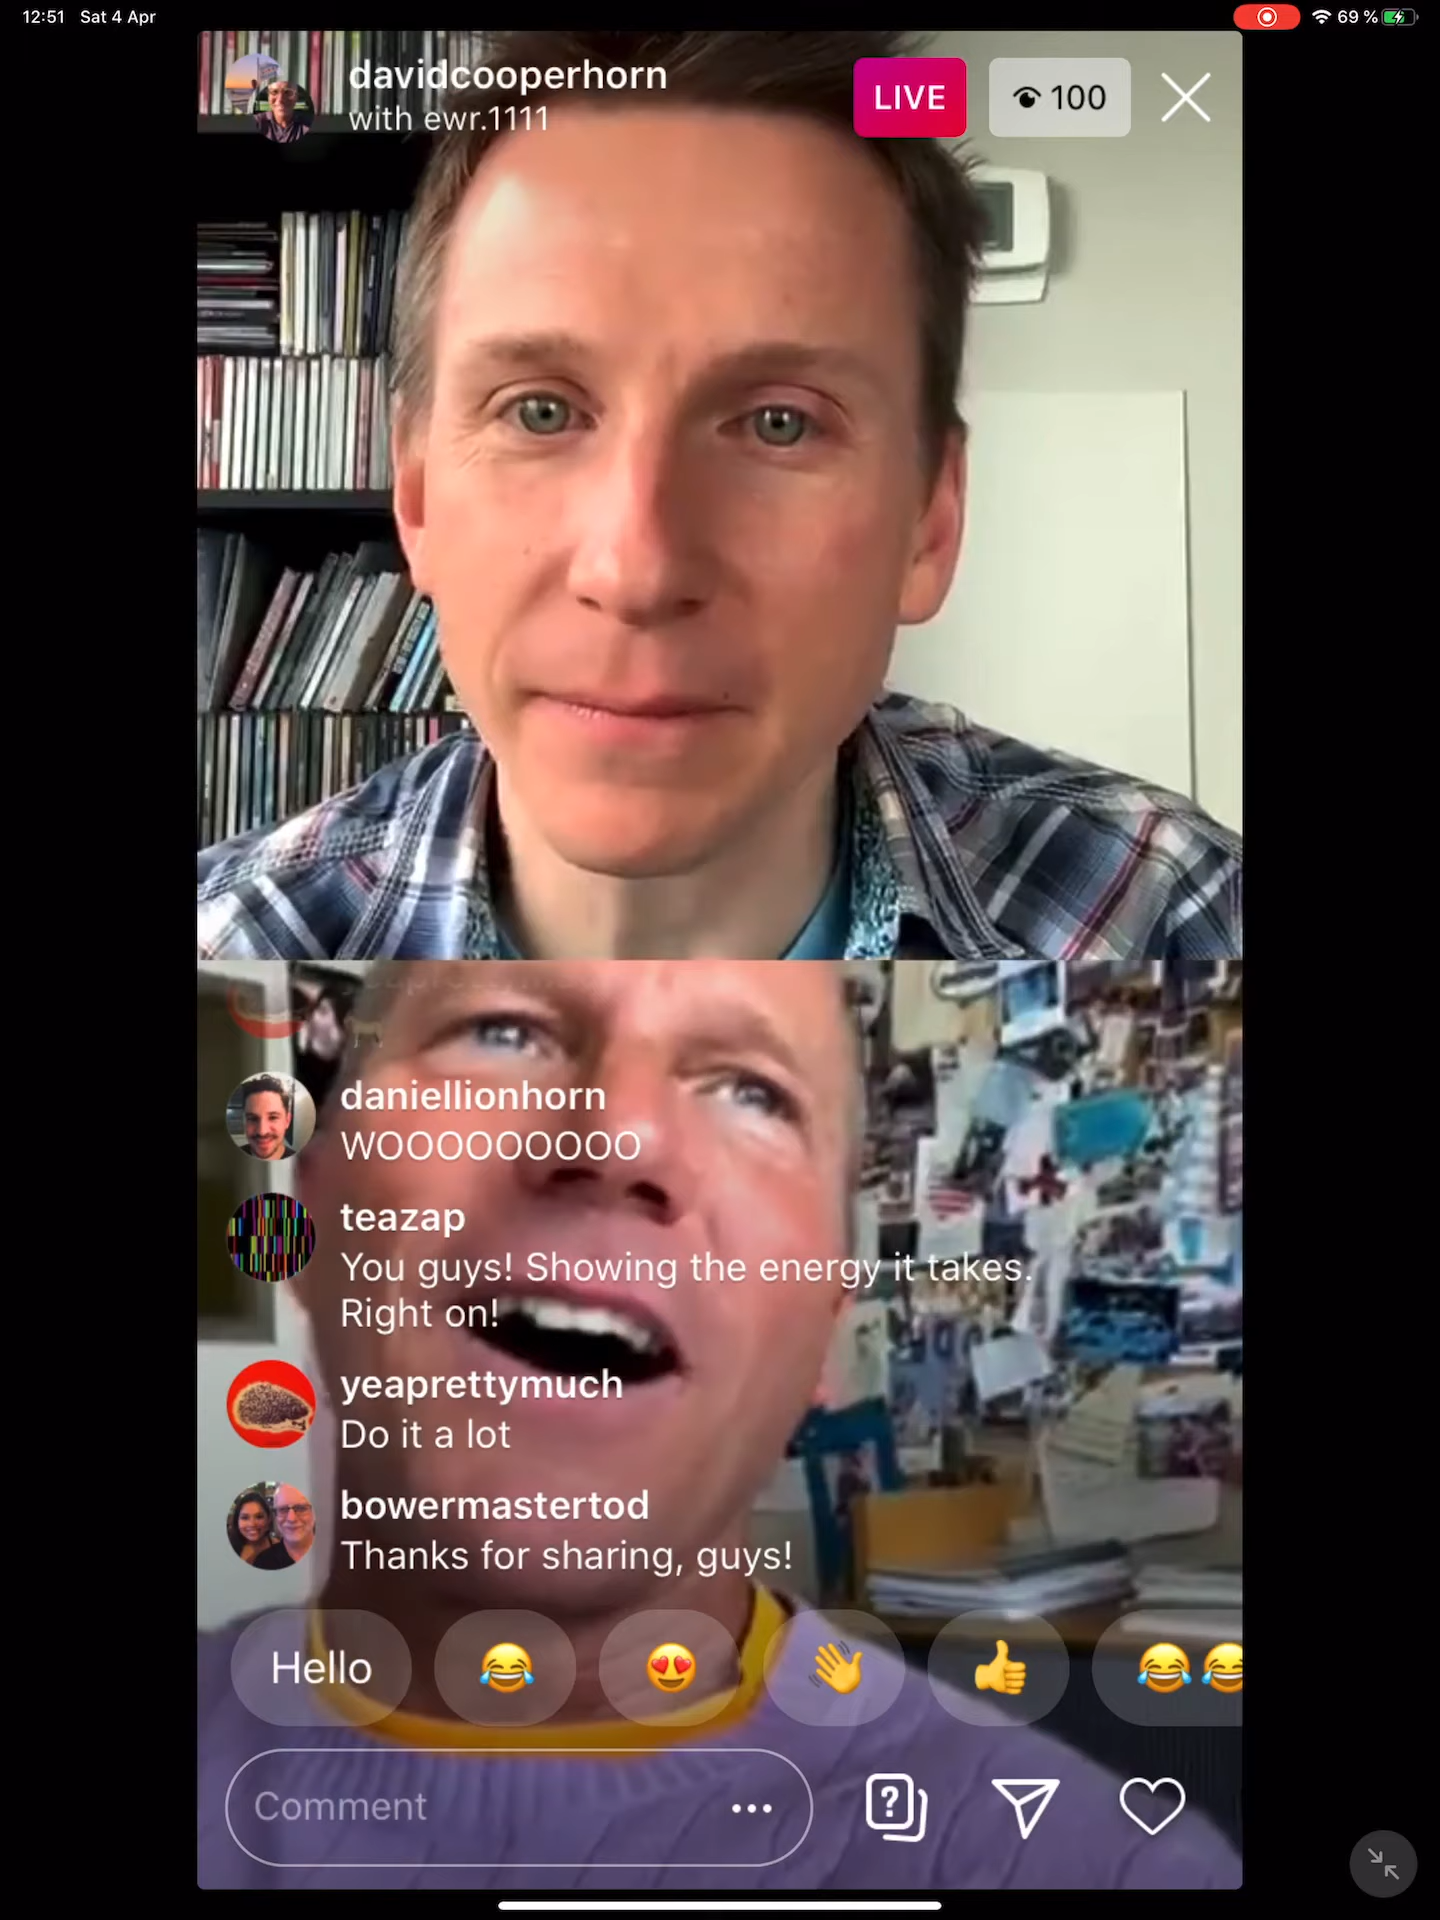 12:51 Sat 4 Apr
69 %
davidcooperhorn
with ewr.1111
LIVE
100
daniellionhorn
WOOOOOOOOO
teazap
You guys! Showing the energy it takes.
Right on!
yeaprettymuch
Do it a lot
bowermastertod
Thanks for sharing, guys!
Hello
Comment